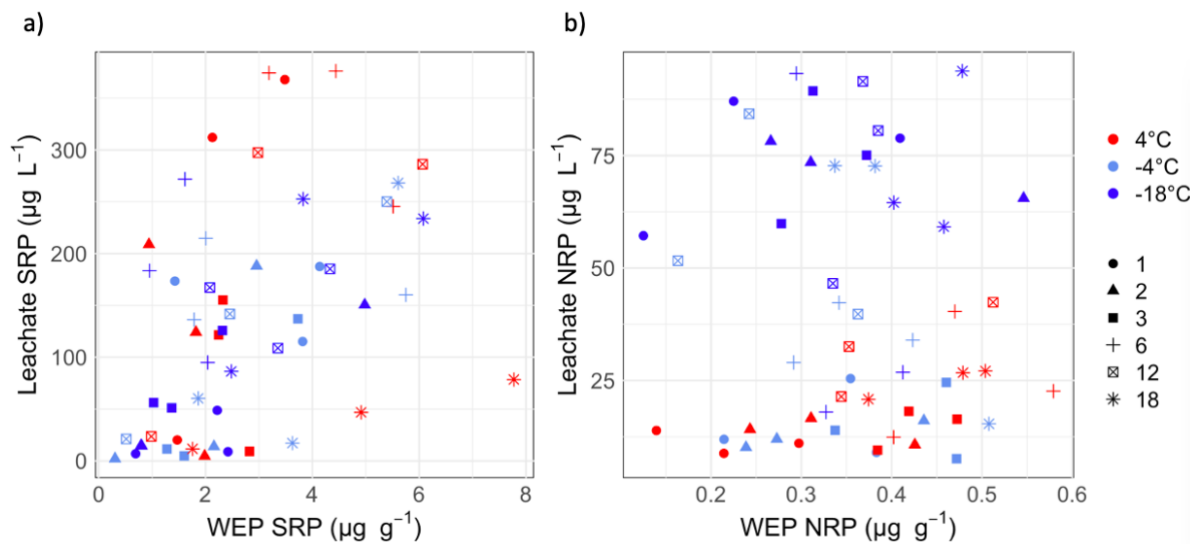 a)
Leachate SRP (µg L⁻¹)
300
200
100
0
0 2 4 6 8
WEP SRP (µg g⁻¹)
b)
Leachate NRP (µg L⁻¹)
75
50
25
0.2 0.3 0.4 0.5 0.6
WEP NRP (µg g⁻¹)
4°C
-4°C
-18°C
1
2
3
6
12
18